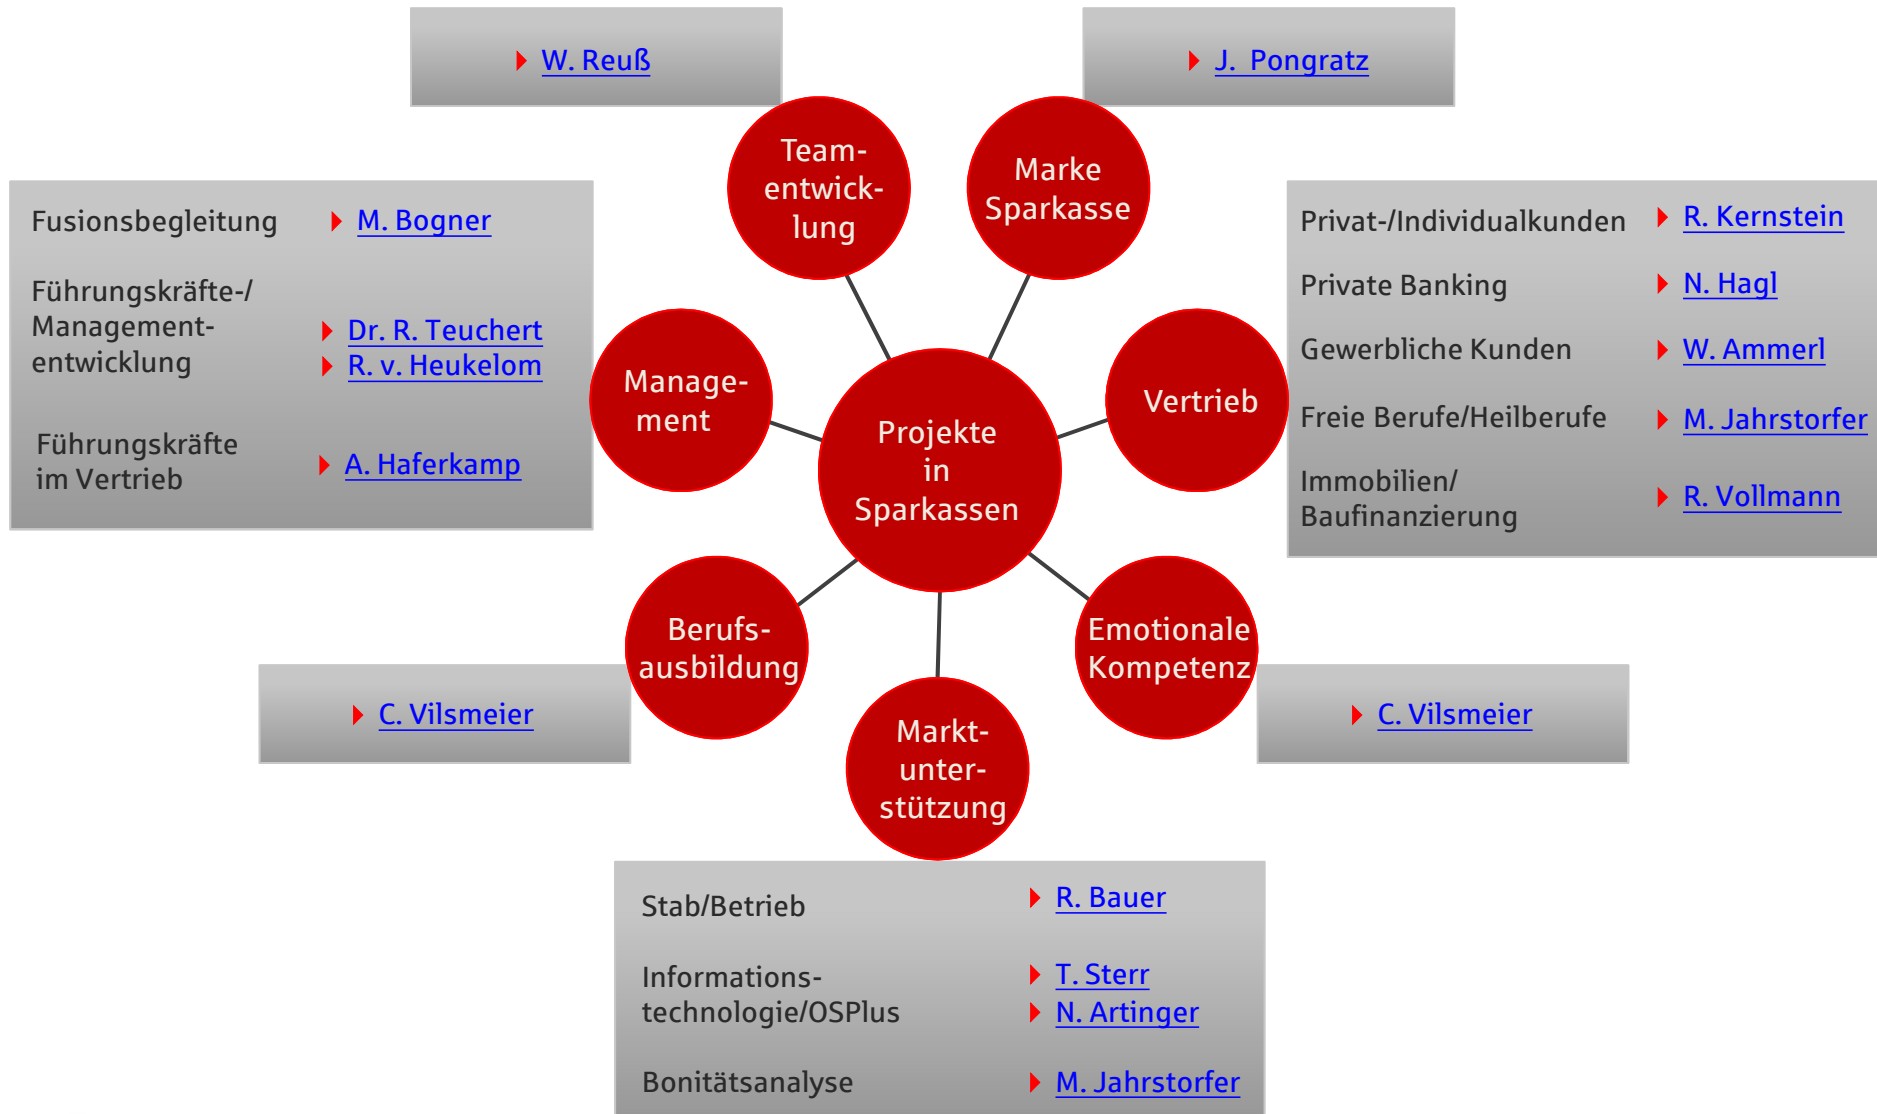 W. Reuß
J. Pongratz
Team-
entwick-
lung
Marke
Sparkasse
Fusionsbegleitung
M. Bogner
Führungskräfte-/
Management-
entwicklung
Dr. R. Teuchert
R. v. Heukelom
Führungskräfte
im Vertrieb
A. Haferkamp
Manage-
ment
Projekte
in
Sparkassen
Vertrieb
Privat-/Individualkunden
R. Kernstein
Private Banking
N. Hagl
Gewerbliche Kunden
W. Ammerl
Freie Berufe/Heilberufe
M. Jahrstorfer
Immobilien/
Baufinanzierung
R. Vollmann
Berufs-
ausbildung
C. Vilsmeier
Emotionale
Kompetenz
C. Vilsmeier
Markt-
unter-
stützung
Stab/Betrieb
R. Bauer
Informations-
technologie/OSPlus
T. Sterr
N. Artinger
Bonitätsanalyse
M. Jahrstorfer